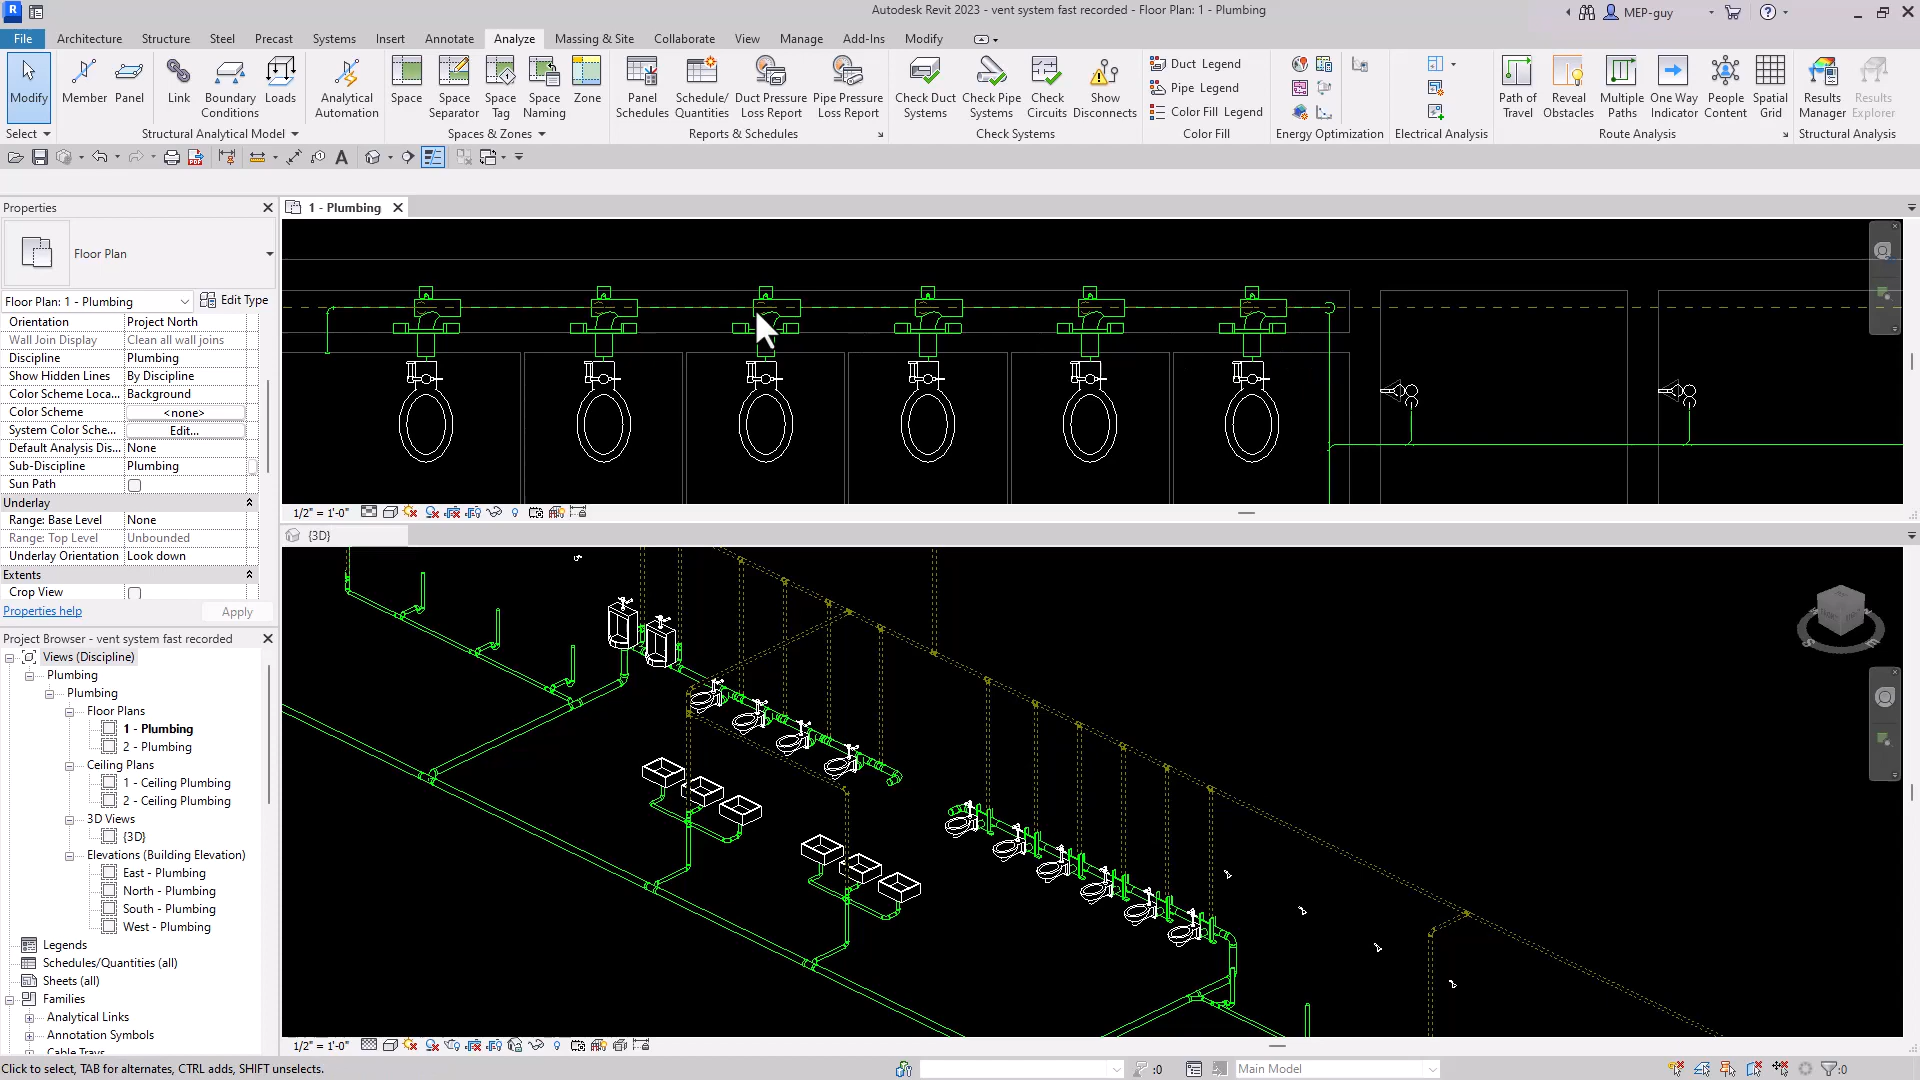 Autodesk Revit 2023 - vent system fast recorded - Floor Plan: 1 - Plumbing
MEP-guy
File Architecture Structure Steel Precast Systems Insert Annotate Analyze Massing & Site Collaborate View Manage Add-Ins Modify
Modify Member Panel Link Boundary Conditions Loads Analytical Automation Space Space Separator Space Tag Space Naming Zone Panel Schedules Schedule/ Quantities Duct Pressure Loss Report Pipe Pressure Loss Report Check Duct Systems Check Pipe Systems Check Circuits Show Disconnects
Duct Legend
Pipe Legend
Color Fill Legend
Path of Travel Reveal Obstacles Multiple Paths One Way Indicator People Content Spatial Grid Results Manager Results Explorer
Select Structural Analytical Model Spaces & Zones Reports & Schedules Check Systems Color Fill Energy Optimization Electrical Analysis Route Analysis Structural Analysis
Properties
Floor Plan
Floor Plan: 1 - Plumbing Edit Type
Orientation Project North
Wall Join Display Clean all wall joins
Discipline Plumbing
Show Hidden Lines By Discipline
Color Scheme Loca... Background
Color Scheme <none>
System Color Sche... Edit...
Default Analysis Dis... None
Sub-Discipline Plumbing
Sun Path
Underlay
Range: Base Level None
Range: Top Level Unbounded
Underlay Orientation Look down
Extents
Crop View
Properties help Apply
Project Browser - vent system fast recorded
Views (Discipline)
Plumbing
Plumbing
Floor Plans
1 - Plumbing
2 - Plumbing
Ceiling Plans
1 - Ceiling Plumbing
2 - Ceiling Plumbing
3D Views
{3D}
Elevations (Building Elevation)
East - Plumbing
North - Plumbing
South - Plumbing
West - Plumbing
Legends
Schedules/Quantities (all)
Sheets (all)
Families
Analytical Links
Annotation Symbols
Cable Trays
1 - Plumbing
1/2" = 1'-0"
{3D}
1/2" = 1'-0"
Click to select, TAB for alternates, CTRL adds, SHIFT unselects.
:0
Main Model
:0